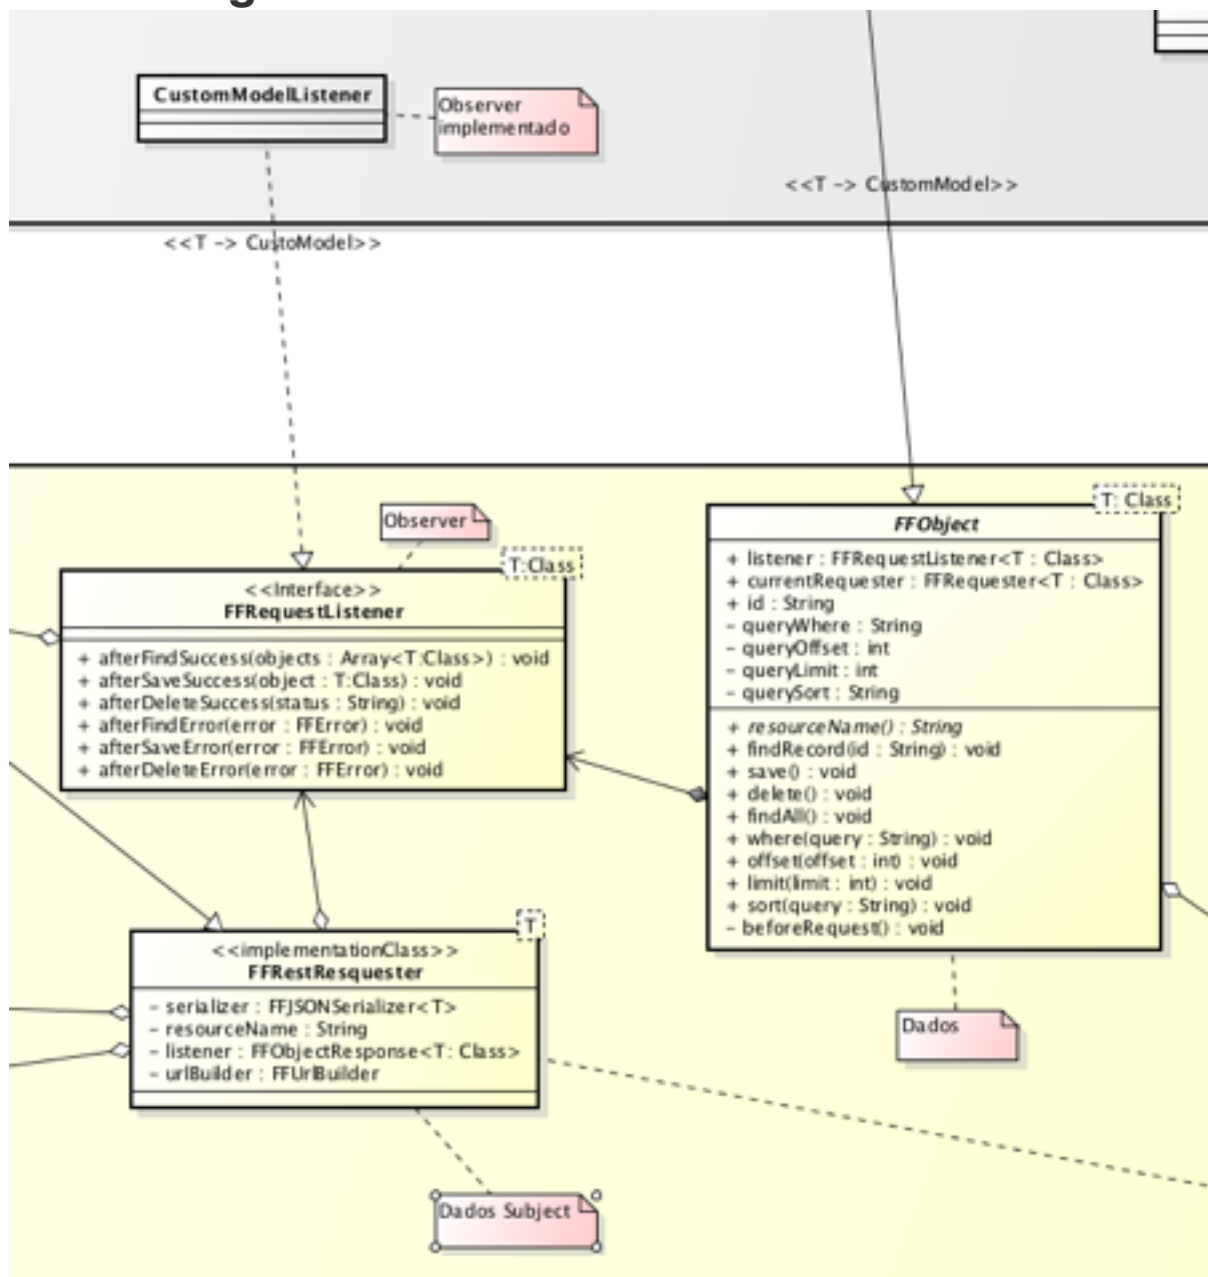 CustomModelListener
Observer
implementado
<<T -> CustomModel>>
<<T -> CustoModel>>
Observer
T:Class
<<Interface>>
FFRequestListener
+ afterFindSuccess(objects : Array<T:Class>) : void
+ afterSaveSuccess(object : T:Class) : void
+ afterDeleteSuccess(status : String) : void
+ afterFindError(error : FFError) : void
+ afterSaveError(error : FFError) : void
+ afterDeleteError(error : FFError) : void
T: Class
FFObject
+ listener : FFRequestListener<T : Class>
+ currentRequester : FFRequester<T : Class>
+ id : String
- queryWhere : String
- queryOffset : int
- queryLimit : int
- querySort : String
+ resourceName() : String
+ findRecord(id : String) : void
+ save() : void
+ delete() : void
+ findAll() : void
+ where(query : String) : void
+ offset(offset : int) : void
+ limit(limit : int) : void
+ sort(query : String) : void
- beforeRequest() : void
T
<<implementationClass>>
FFRestResquester
- serializer : FFJSONSerializer<T>
- resourceName : String
- listener : FFObjectResponse<T: Class>
- urlBuilder : FFUrlBuilder
Dados
Dados Subject